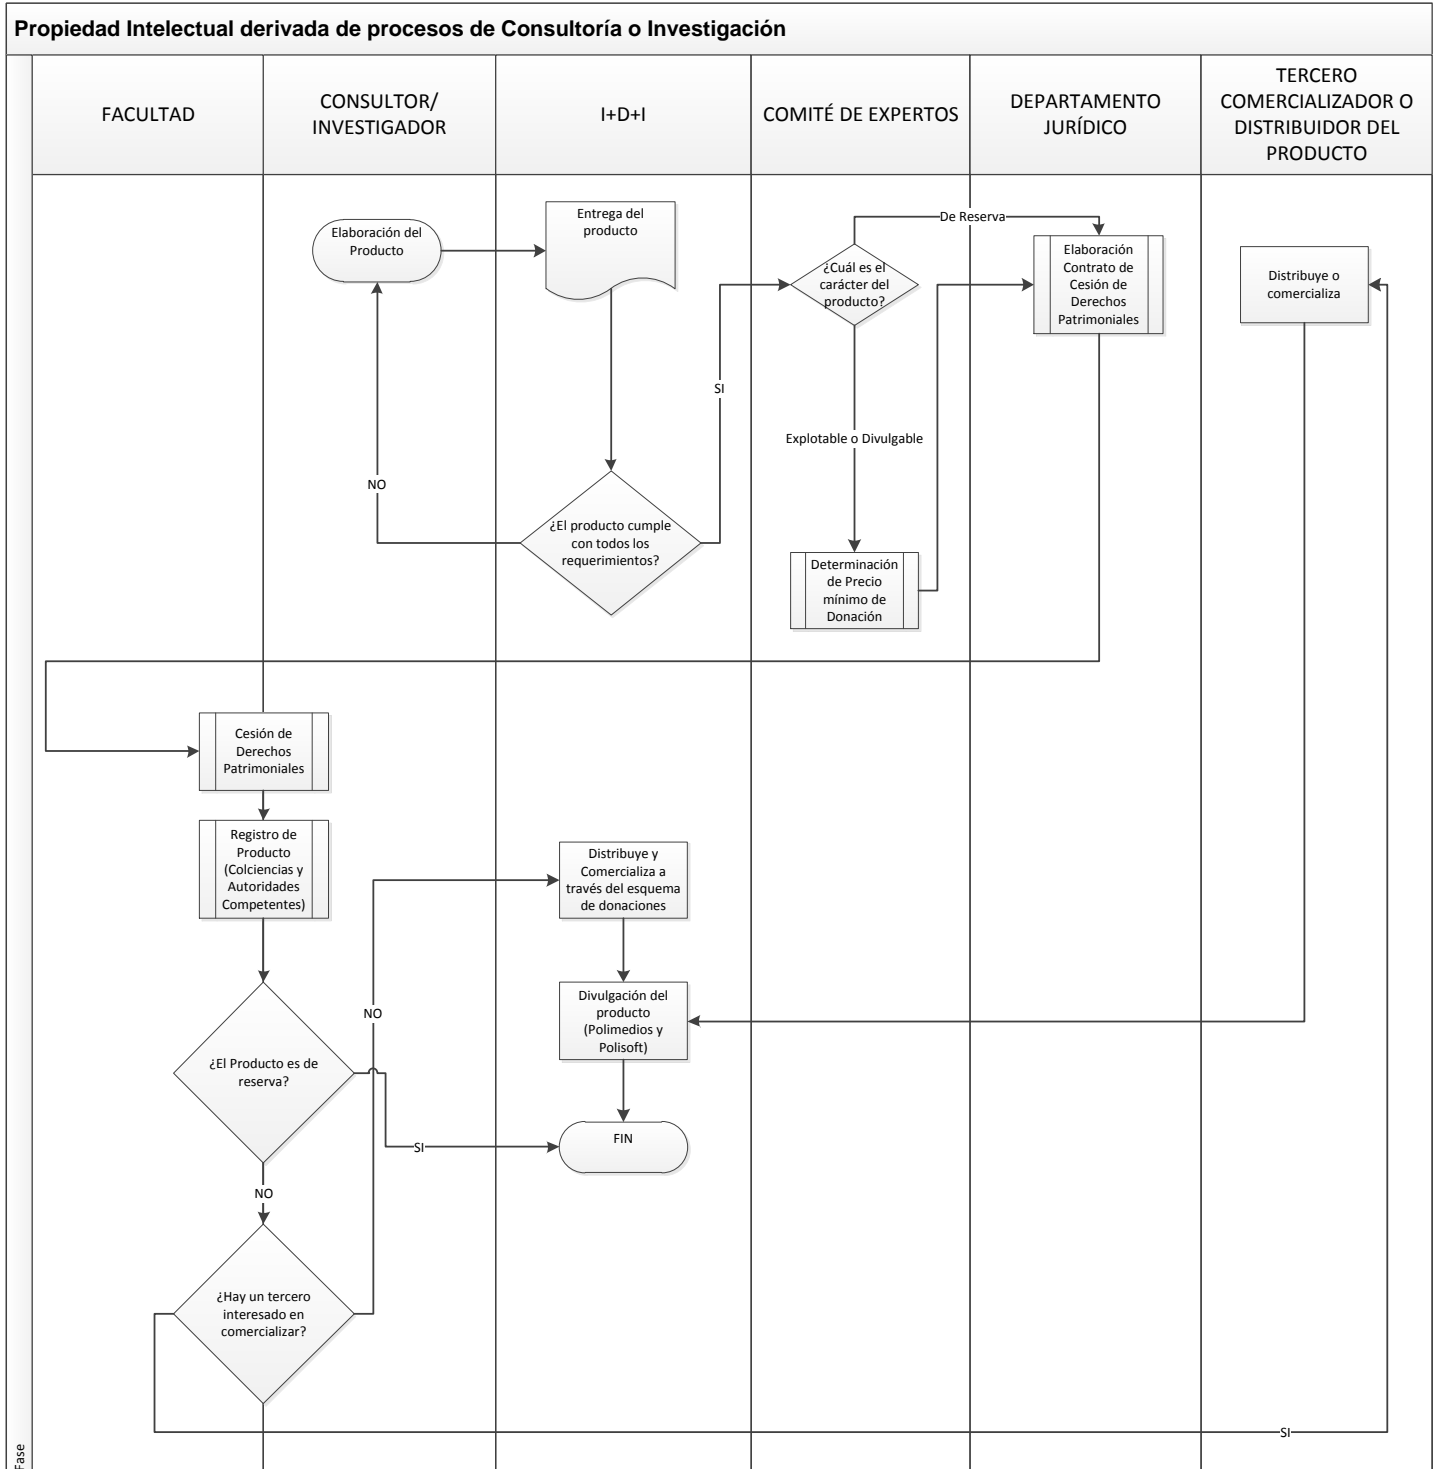 Propiedad Intelectual derivada de procesos de Consultoría o Investigación
FACULTAD
CONSULTOR/
INVESTIGADOR
I+D+I
COMITÉ DE EXPERTOS
DEPARTAMENTO
JURÍDICO
TERCERO
COMERCIALIZADOR O
DISTRIBUIDOR DEL
PRODUCTO
Elaboración del
Producto
Entrega del
producto
De Reserva
¿Cuál es el
carácter del
producto?
Elaboración
Contrato de
Cesión de
Derechos
Patrimoniales
Distribuye o
comercializa
SI
Explotable o Divulgable
NO
¿El producto cumple
con todos los
requerimientos?
Determinación
de Precio
mínimo de
Donación
Cesión de
Derechos
Patrimoniales
Registro de
Producto
(Colciencias y
Autoridades
Competentes)
Distribuye y
Comercializa a
través del esquema
de donaciones
NO
Divulgación del
producto
(Polimedios y
Polisoft)
¿El Producto es de
reserva?
SI
FIN
NO
¿Hay un tercero
interesado en
comercializar?
SI
Fase